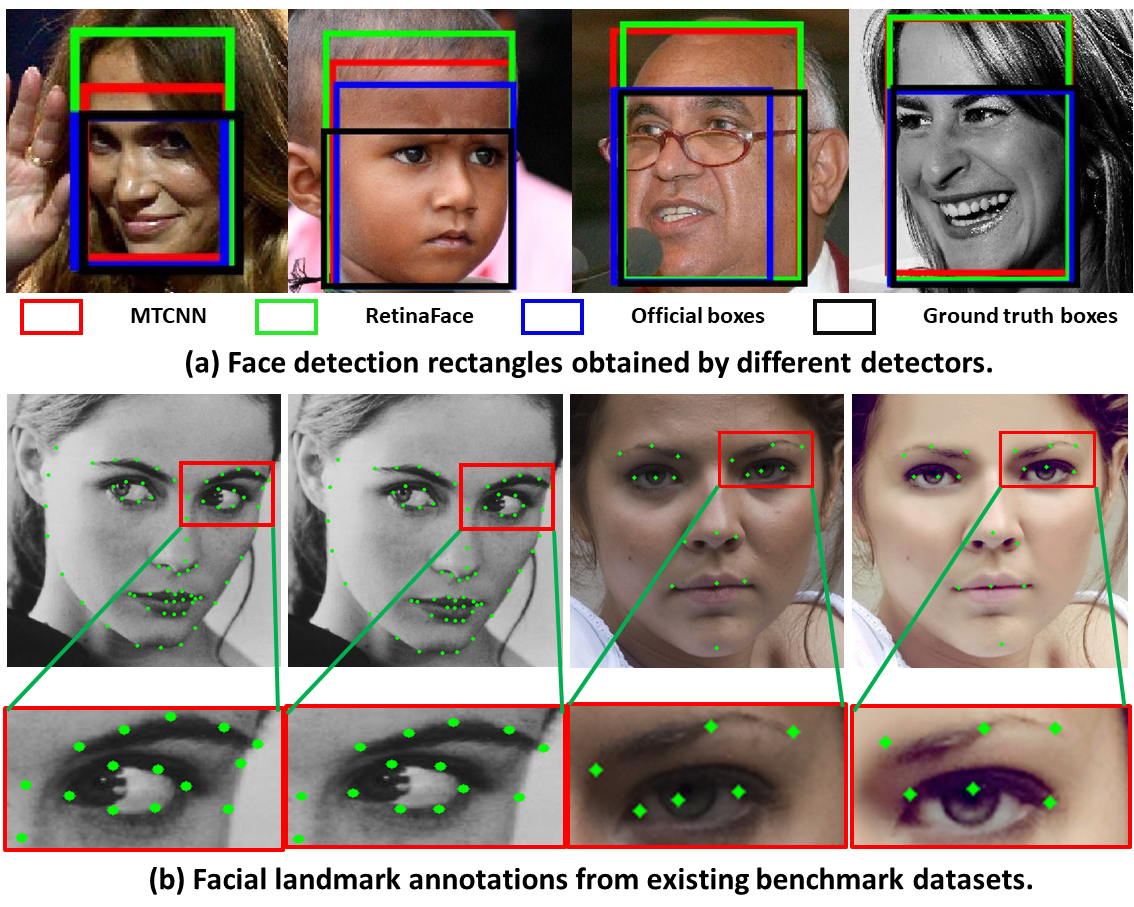 MTCNN RetinaFace Official boxes Ground truth boxes
(a) Face detection rectangles obtained by different detectors.
(b) Facial landmark annotations from existing benchmark datasets.